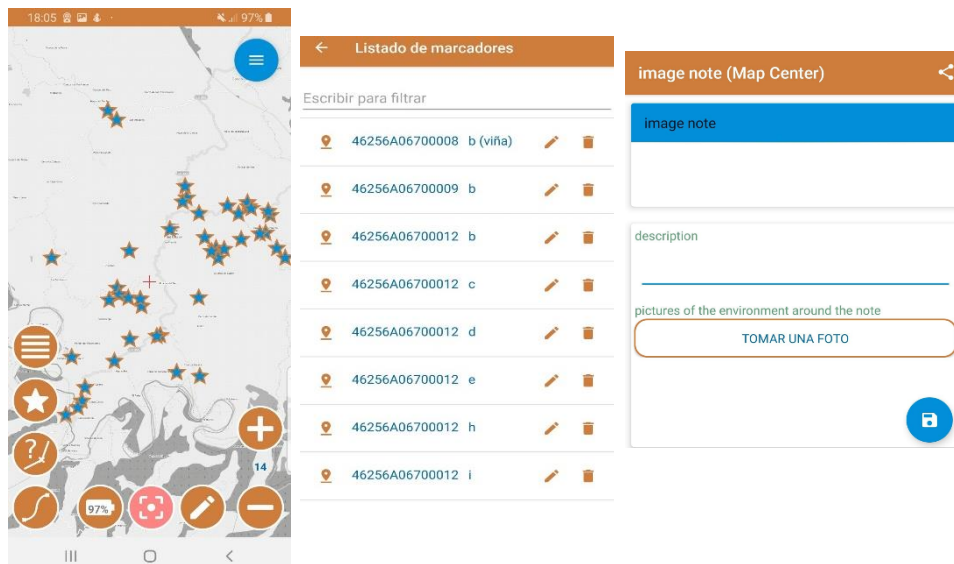 18:05
97%
14
97%
Listado de marcadores
Escribir para filtrar
46256A06700008 b (viña)
46256A06700009 b
46256A06700012 b
46256A06700012 c
46256A06700012 d
46256A06700012 e
46256A06700012 h
46256A06700012 i
image note (Map Center)
image note
description
pictures of the environment around the note
TOMAR UNA FOTO